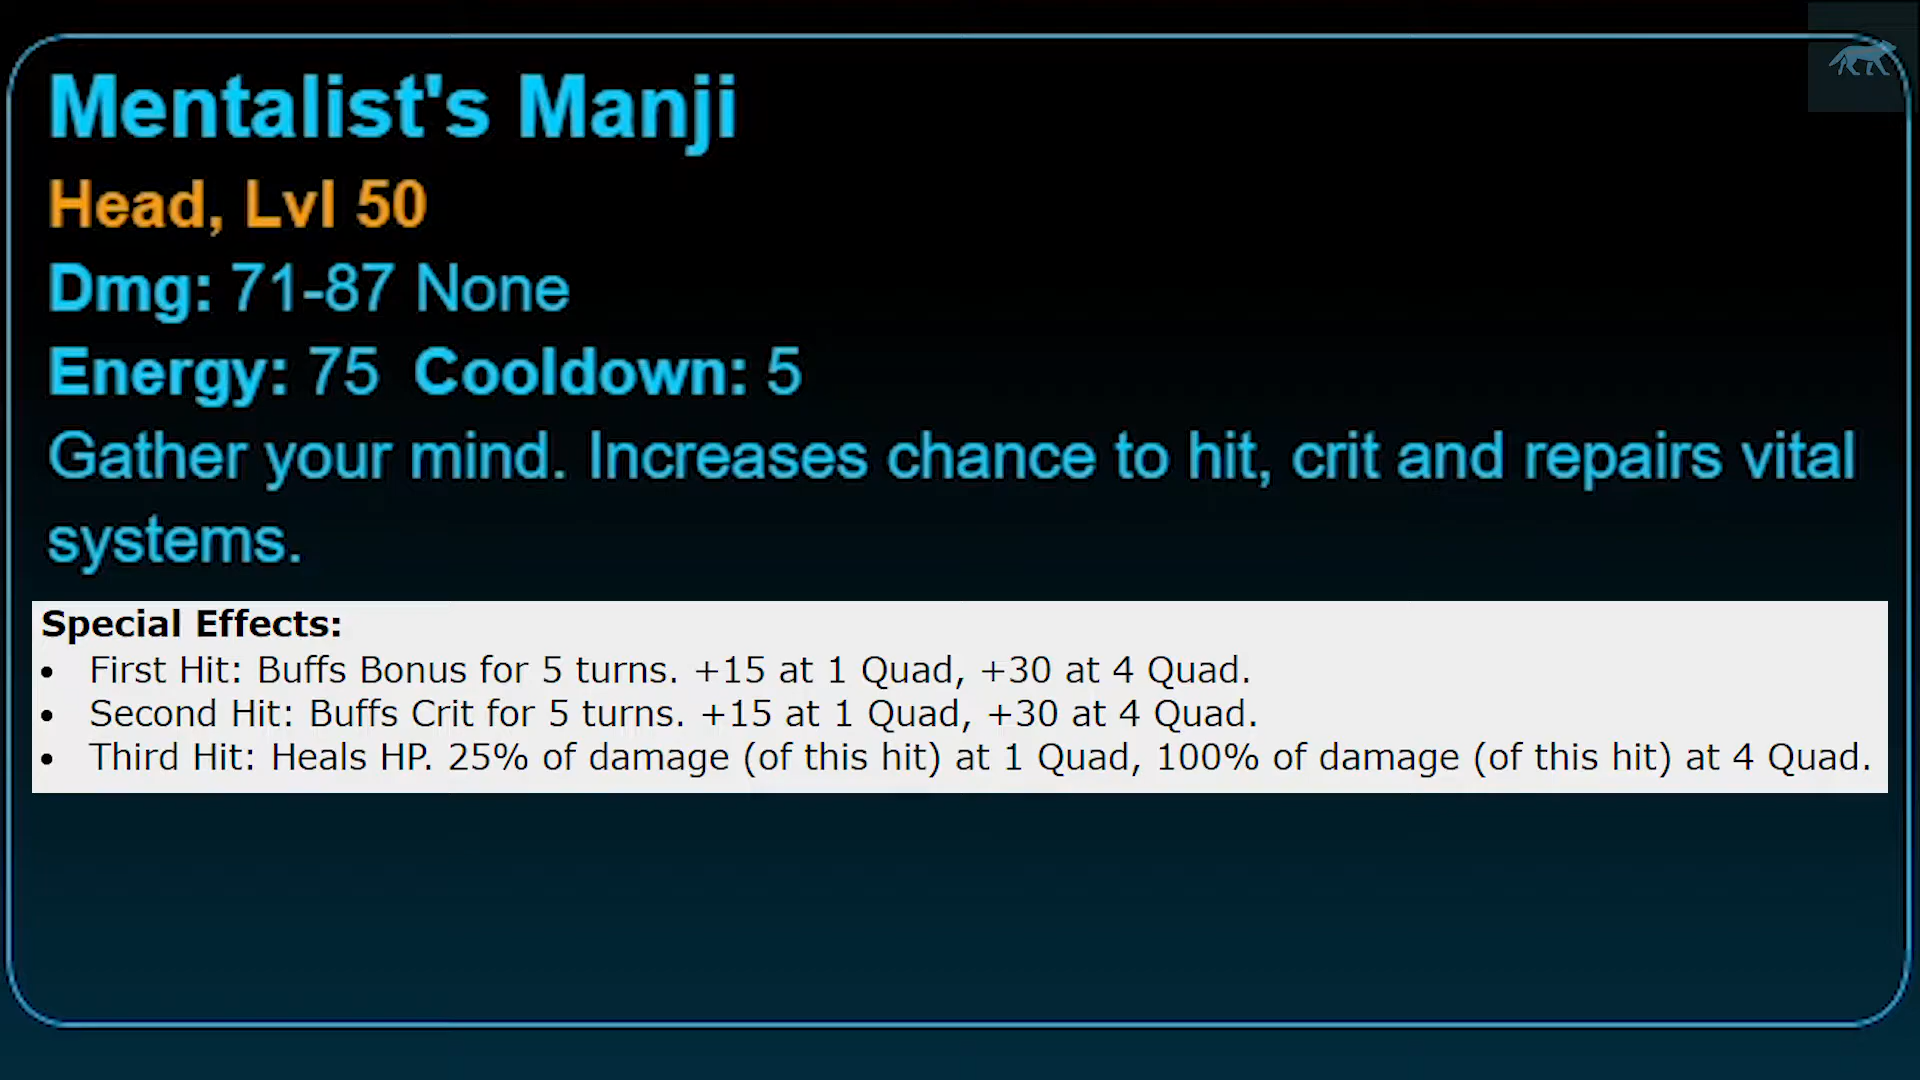 Mentalist's Manji
Head, Lvl 50
Dmg: 71-87 None
Energy: 75 Cooldown: 5
Gather your mind. Increases chance to hit, crit and repairs vital
systems.
Special Effects:
• First Hit: Buffs Bonus for 5 turns. +15 at 1 Quad, +30 at 4 Quad.
• Second Hit: Buffs Crit for 5 turns. +15 at 1 Quad, +30 at 4 Quad.
• Third Hit: Heals HP. 25% of damage (of this hit) at 1 Quad, 100% of damage (of this hit) at 4 Quad.